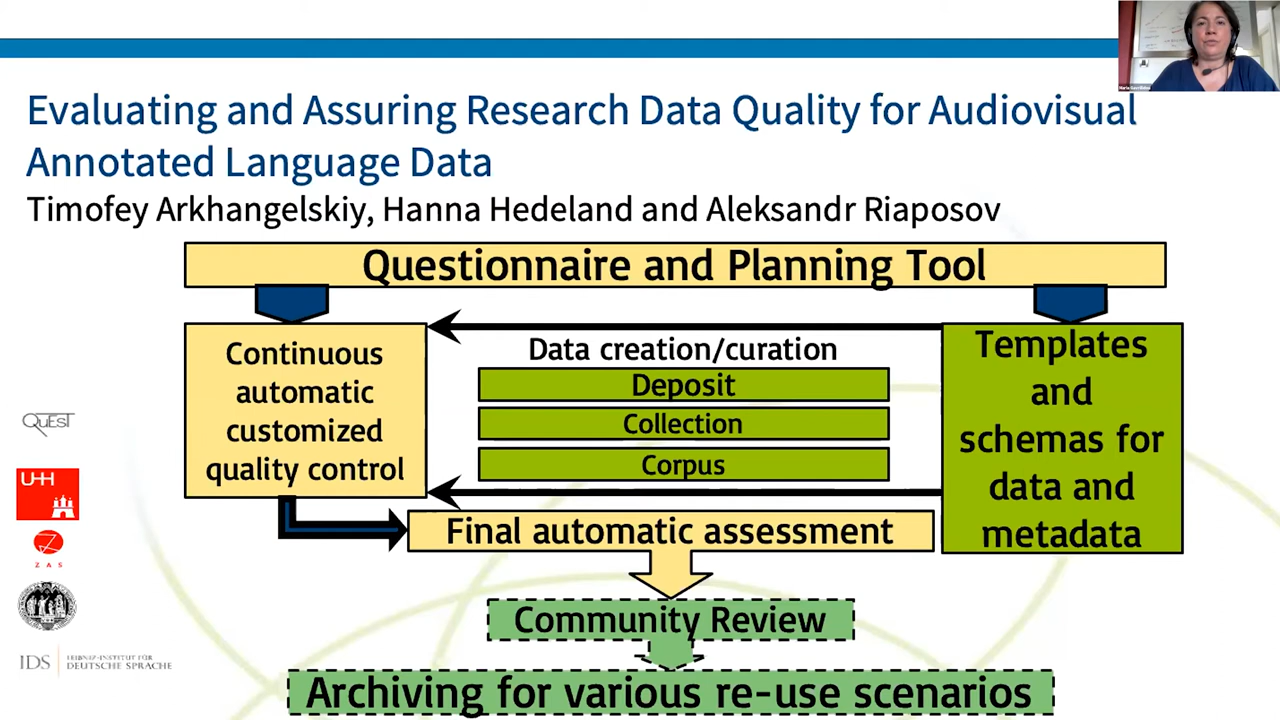 Evaluating and Assuring Research Data Quality for Audiovisual
Annotated Language Data
Timofey Arkhangelskiy, Hanna Hedeland and Aleksandr Riaposov
Questionnaire and Planning Tool
Continuous
automatic
customized
quality control
Data creation/curation
Deposit
Collection
Corpus
Templates
and
schemas for
data and
metadata
Final automatic assessment
Community Review
Archiving for various re-use scenarios
QUEST
UHH
ZAS
IDS
LEIBNIZ-INSTITUT FÜR
DEUTSCHE SPRACHE